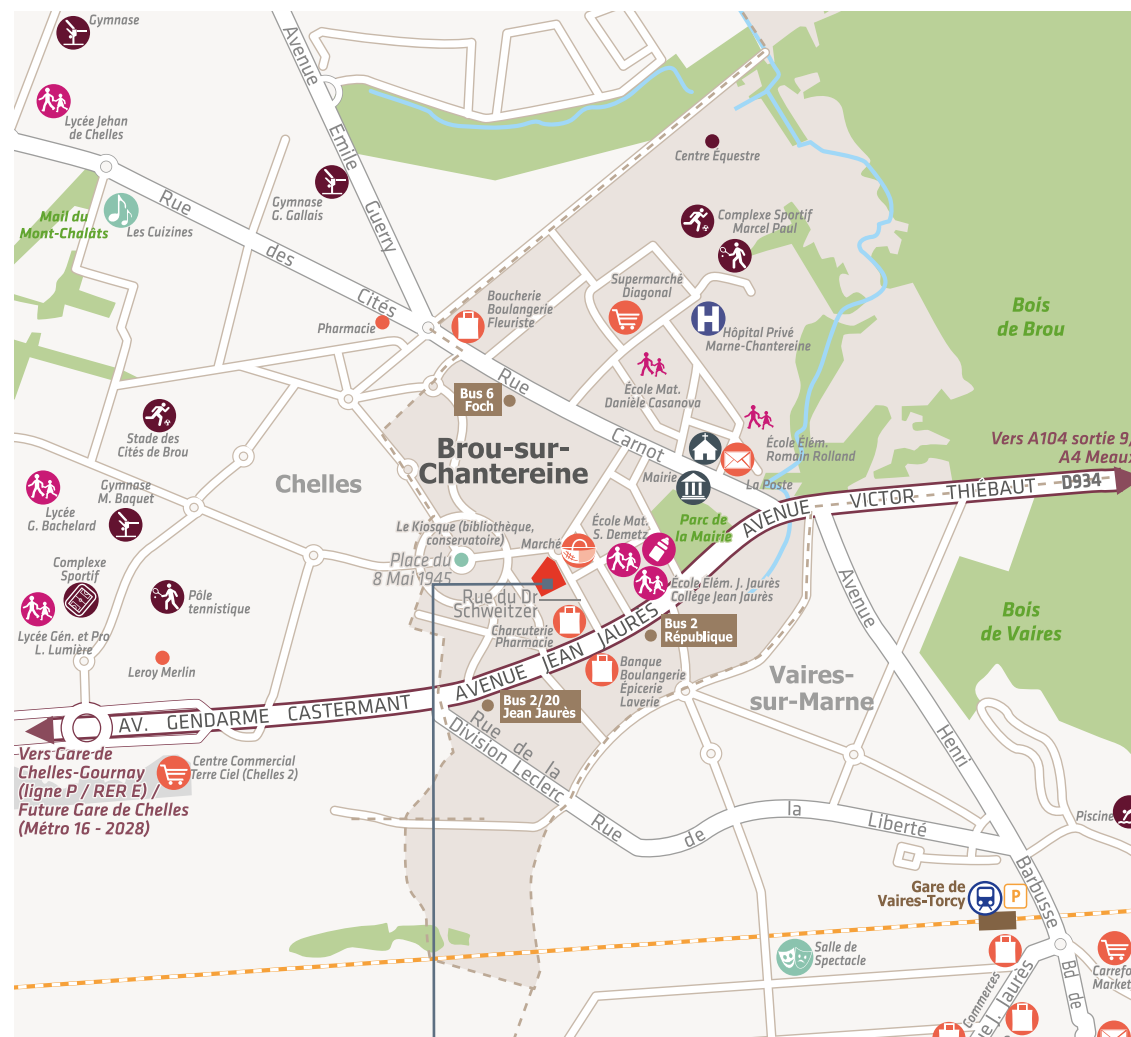 Gymnase
Avenue Emile Guerry
Lycée Jehan
de Chelles
Centre Équestre
Mail du
Mont-Chalâts
Les Cuizines
Gymnase
G. Gallais
Rue des Cités
Complexe Sportif
Marcel Paul
Supermarché
Diagonal
Boucherie
Boulangerie
Fleuriste
Pharmacie
Hôpital Privé
Marne-Chantereine
Bois
de Brou
École Mat.
Danièle Casanova
Rue Carnot
Bus 6
Foch
Stade des
Cités de Brou
Brou-sur-
Chantereine
École Élém.
Romain Rolland
Vers A104 sortie 9,
A4 Meaux
Chelles
Mairie
La Poste
D934
AVENUE VICTOR THIÉBAUT
Lycée
G. Bachelard
Gymnase
M. Baquet
Le Kiosque (bibliothèque,
conservatoire)
Marché
École Mat.
S. Demetz
Parc de
la Mairie
Place du
8 Mai 1945
Complexe
Sportif
Pôle
tennistique
Rue du Dr
Schweitzer
École Élém. J. Jaurès
Collège Jean Jaurès
Lycée Gén. et Pro
L. Lumière
Charcuterie
Pharmacie
Bus 2
République
Bois
de Vaires
Leroy Merlin
Banque
Boulangerie
Épicerie
Laverie
Vaires-
sur-Marne
AVENUE JEAN JAURÈS
Bus 2/20
Jean Jaurès
AV. GENDARME CASTERMANT
Rue de la
Division Leclerc
Avenue Henri Barbusse
Vers Gare de
Chelles-Gournay
(ligne P / RER E) /
Future Gare de Chelles
(Métro 16 - 2028)
Centre Commercial
Terre Ciel (Chelles 2)
Rue de la Liberté
Piscine
Gare de
Vaires-Torcy
P
H
Salle de
Spectacle
Commerces
J. Jaurès
Bd de
Market